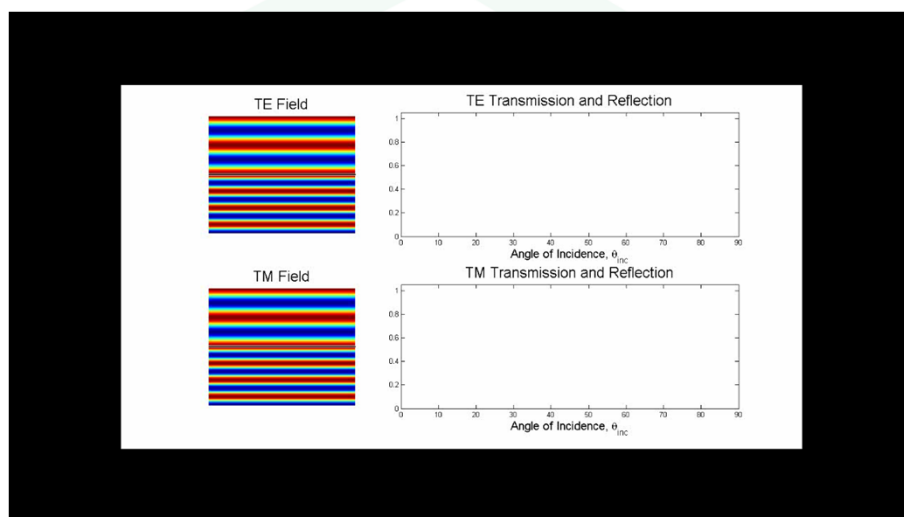 TE Field
TE Transmission and Reflection
1
0.8
0.6
0.4
0.2
0
0 10 20 30 40 50 60 70 80 90
Angle of Incidence, θinc
TM Field
TM Transmission and Reflection
1
0.8
0.6
0.4
0.2
0
0 10 20 30 40 50 60 70 80 90
Angle of Incidence, θinc